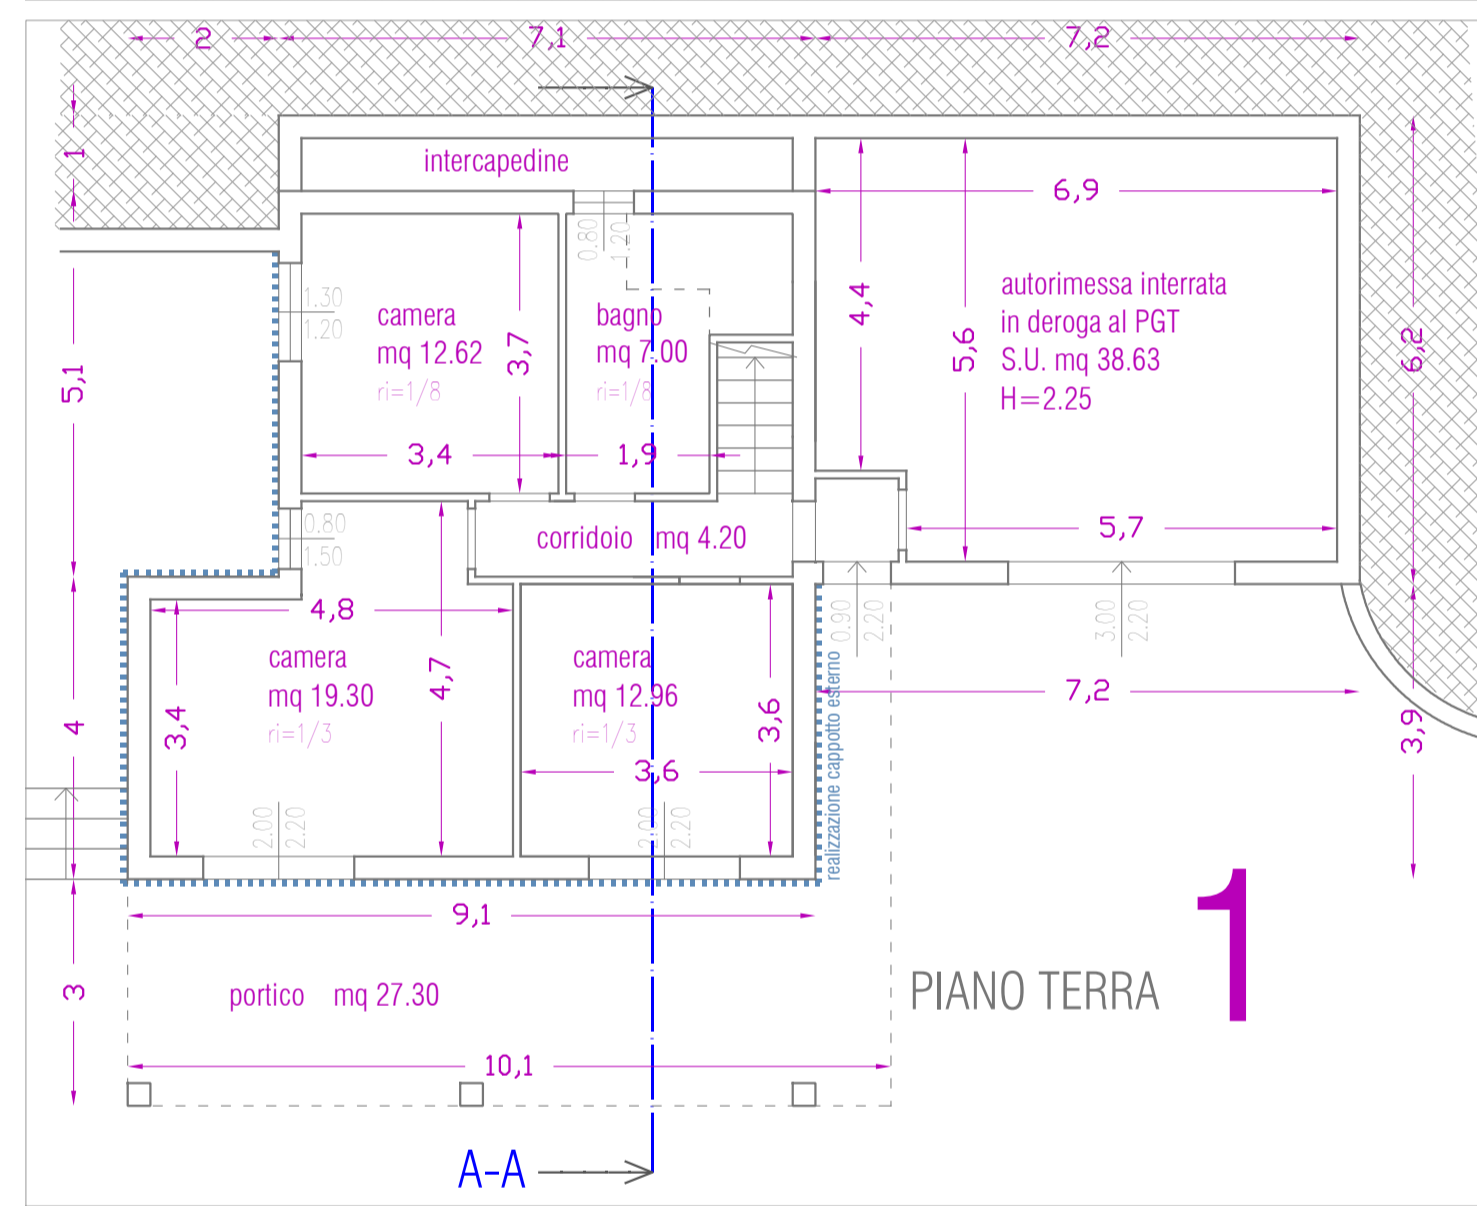 2
7,1
7,2
1
intercapedine
6,9
0.80
1.20
autorimessa interrata
in deroga al PGT
S.U. mq 38.63
H=2.25
4,4
5,6
6,2
1.30
1.20
camera
mq 12.62
ri=1/8
3,7
bagno
mq 7.00
ri=1/8
5,1
3,4
1,9
0.80
1.50
corridoio mq 4.20
5,7
4,8
camera
mq 19.30
ri=1/3
4,7
3,4
camera
mq 12.96
ri=1/3
3,6
3,6
0.90
2.20
3.00
2.20
realizzazione cappotto esterno
7,2
3,9
4
2.00
2.20
2.00
2.20
9,1
3
portico mq 27.30
PIANO TERRA
1
10,1
A-A